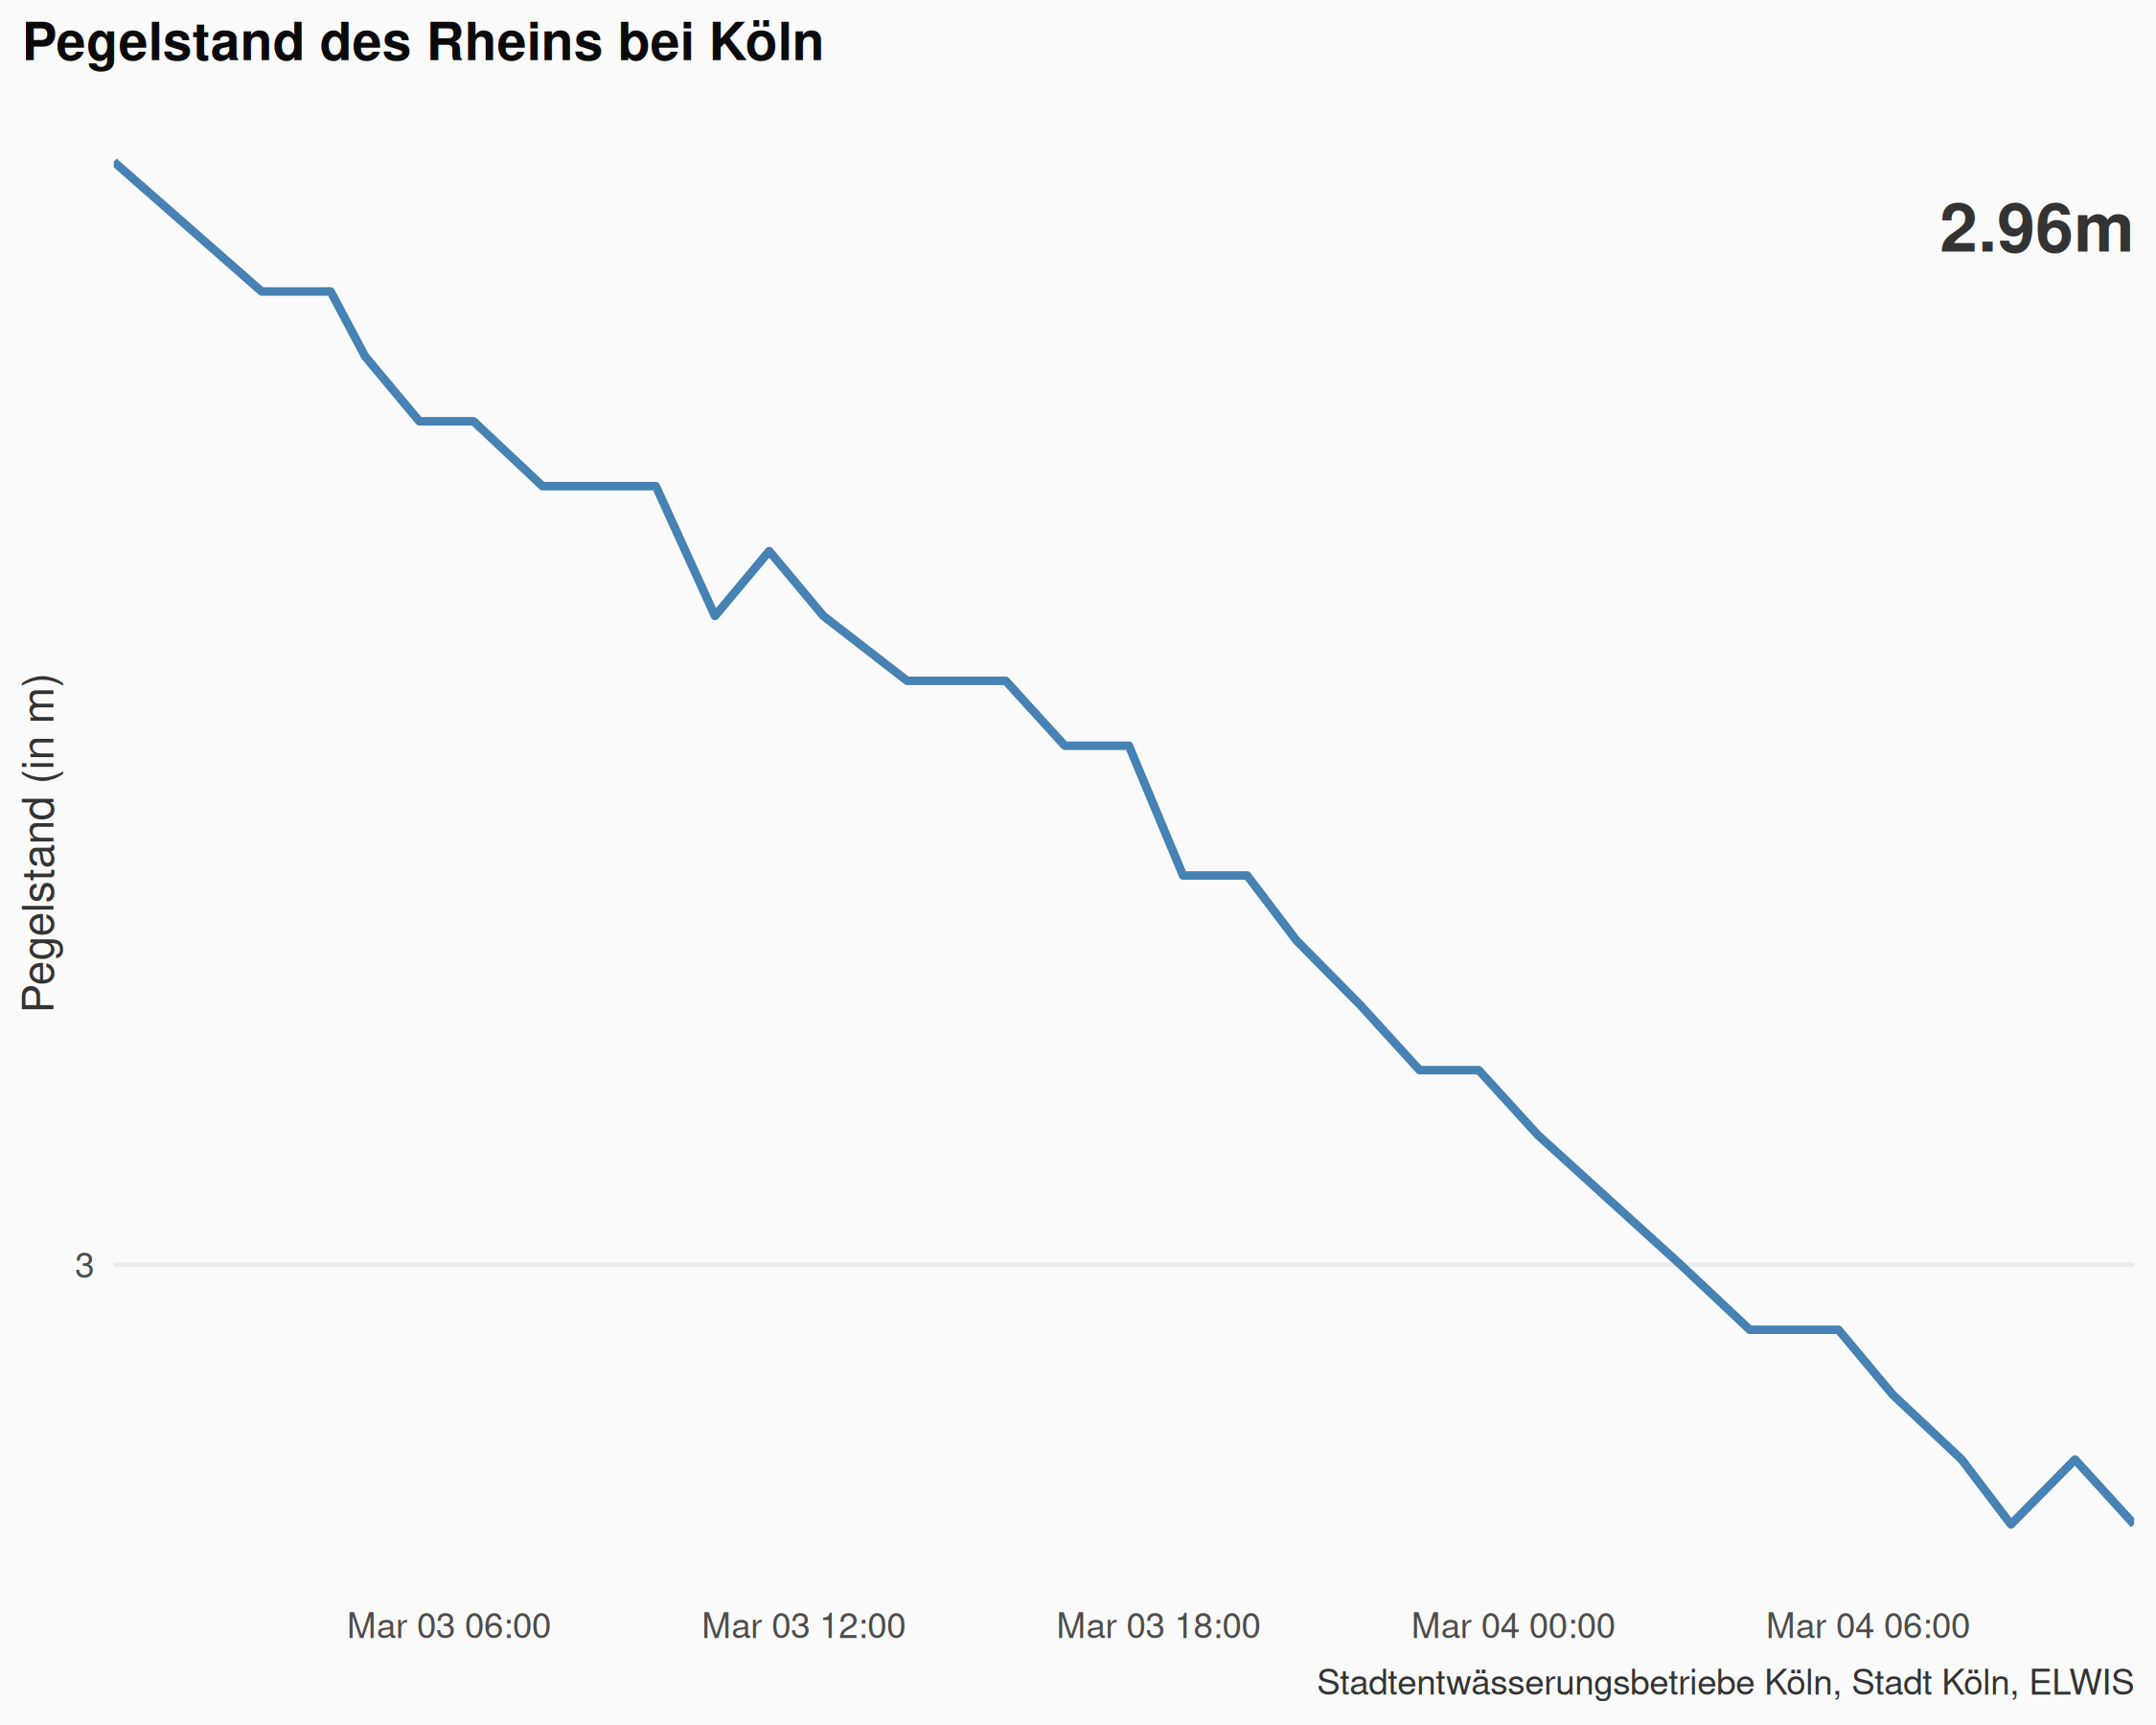 Pegelstand des Rheins bei Köln
2.96m
Pegelstand (in m)
3
Mar 03 06:00
Mar 03 12:00
Mar 03 18:00
Mar 04 00:00
Mar 04 06:00
Stadtentwässerungsbetriebe Köln, Stadt Köln, ELWIS